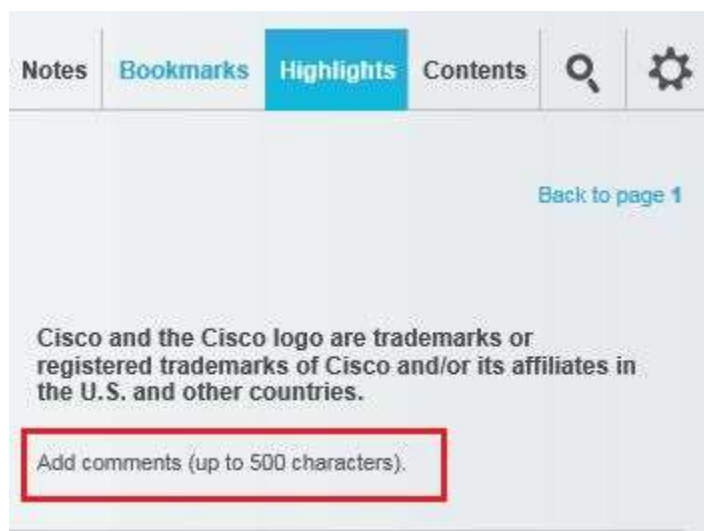 Notes Bookmarks Highlights Contents
Back to page 1
Cisco and the Cisco logo are trademarks or
registered trademarks of Cisco and/or its affiliates in
the U.S. and other countries.
Add comments (up to 500 characters).